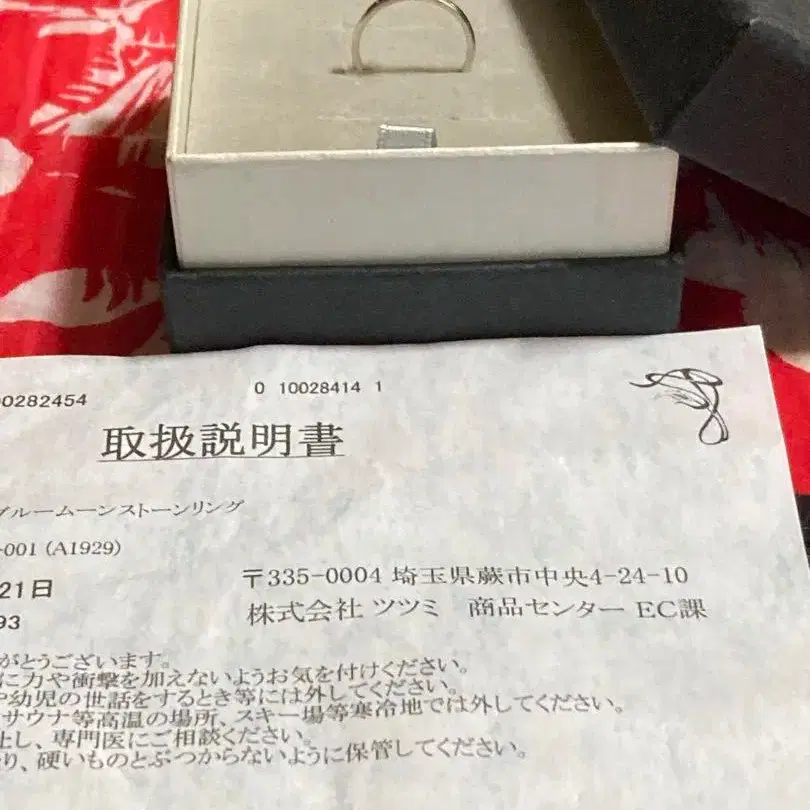 00282454 0 10028414 1
取扱説明書
ブルームーンストーンリング
-001 (A1929)
21日
〒335-0004 埼玉県蕨市中央4-24-10
93
株式会社 ツツミ 商品センター EC課
がとうございます。
に力や衝撃を加えないようお気を付けください。
や幼児の世話をするとき等には外してください。
サウナ等高温の場所、スキー場等寒冷地では外してください。
止し、専門医にご相談ください。
り、硬いものとぶつからないように保管してください。